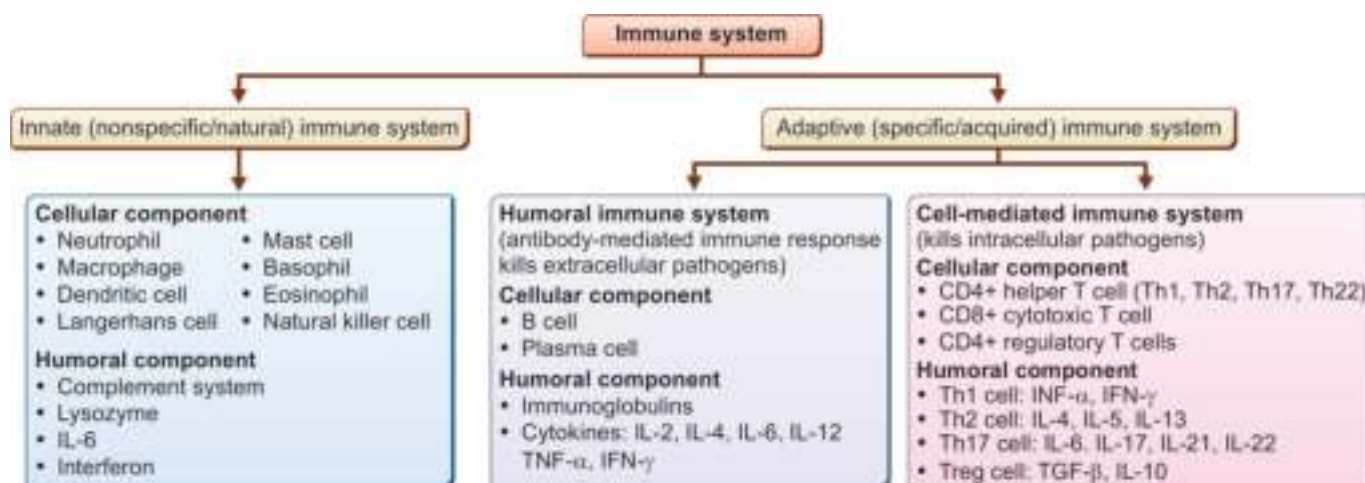 Immune system
Innate (nonspecific/natural) immune system
Adaptive (specific/acquired) immune system
Cellular component
• Neutrophil
• Macrophage
• Dendritic cell
• Langerhans cell
• Mast cell
• Basophil
• Eosinophil
• Natural killer cell
Humoral component
• Complement system
• Lysozyme
• IL-6
• Interferon
Humoral immune system
(antibody-mediated immune response
kills extracellular pathogens)
Cellular component
• B cell
• Plasma cell
Humoral component
• Immunoglobulins
• Cytokines: IL-2, IL-4, IL-6, IL-12
TNF-α, IFN-γ
Cell-mediated immune system
(kills intracellular pathogens)
Cellular component
• CD4+ helper T cell (Th1, Th2, Th17, Th22)
• CD8+ cytotoxic T cell
• CD4+ regulatory T cells
Humoral component
• Th1 cell: INF-α, IFN-γ
• Th2 cell: IL-4, IL-5, IL-13
• Th17 cell: IL-6. IL-17, IL-21, IL-22
• Treg cell: TGF-β, IL-10